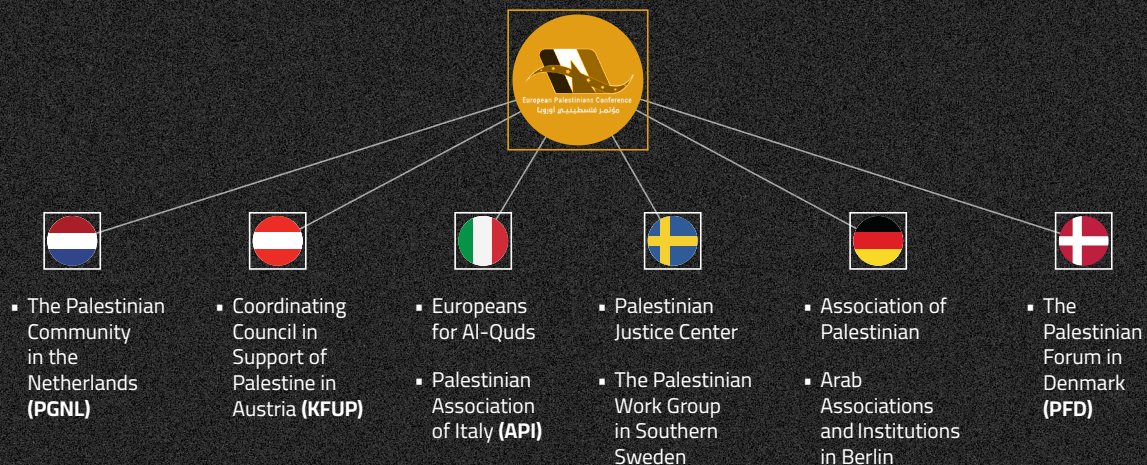 European Palestinians Conference
مؤتمر فلسطينيي أوروبا
▪ The Palestinian
Community
in the
Netherlands
(PGNL)
▪ Coordinating
Council in
Support of
Palestine in
Austria (KFUP)
▪ Europeans
for Al-Quds
▪ Palestinian
Association
of Italy (API)
▪ Palestinian
Justice Center
▪ The Palestinian
Work Group
in Southern
Sweden
▪ Association of
Palestinian
▪ Arab
Associations
and Institutions
in Berlin
▪ The
Palestinian
Forum in
Denmark
(PFD)